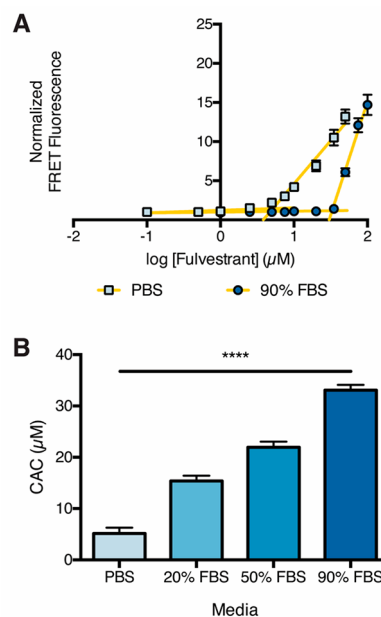 A
Normalized
FRET Fluorescence
25
20
15
10
5
-2 -1 0 1 2
log [Fulvestrant] (µM)
PBS 90% FBS
B
CAC (µM)
40
30
20
10
0
****
PBS 20% FBS 50% FBS 90% FBS
Media